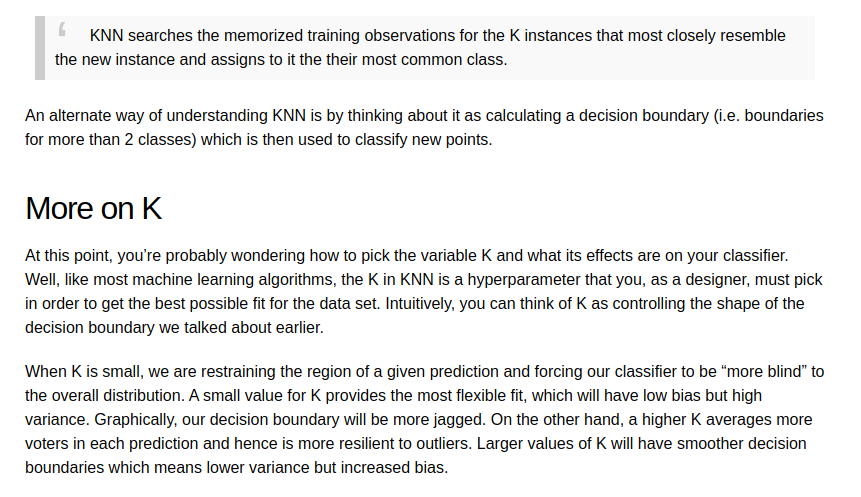 ‘ KNN searches the memorized training observations for the K instances that most closely resemble
the new instance and assigns to it the their most common class.
An alternate way of understanding KNN is by thinking about it as calculating a decision boundary (i.e. boundaries
for more than 2 classes) which is then used to classify new points.
More on K
At this point, you’re probably wondering how to pick the variable K and what its effects are on your classifier.
Well, like most machine learning algorithms, the K in KNN is a hyperparameter that you, as a designer, must pick
in order to get the best possible fit for the data set. Intuitively, you can think of K as controlling the shape of the
decision boundary we talked about earlier.
When K is small, we are restraining the region of a given prediction and forcing our classifier to be “more blind” to
the overall distribution. A small value for K provides the most flexible fit, which will have low bias but high
variance. Graphically, our decision boundary will be more jagged. On the other hand, a higher K averages more
voters in each prediction and hence is more resilient to outliers. Larger values of K will have smoother decision
boundaries which means lower variance but increased bias.